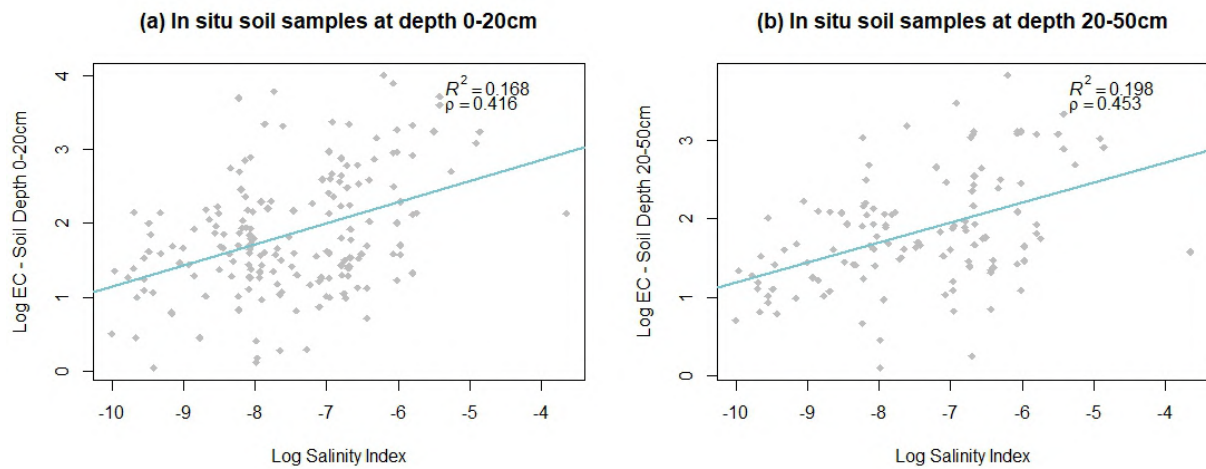 (a) In situ soil samples at depth 0-20cm
R² = 0.168
ρ = 0.416
Log EC - Soil Depth 0-20cm
4
3
2
1
0
-10 -9 -8 -7 -6 -5 -4
Log Salinity Index
(b) In situ soil samples at depth 20-50cm
R² = 0.198
ρ = 0.453
Log EC - Soil Depth 20-50cm
3
2
1
0
-10 -9 -8 -7 -6 -5 -4
Log Salinity Index